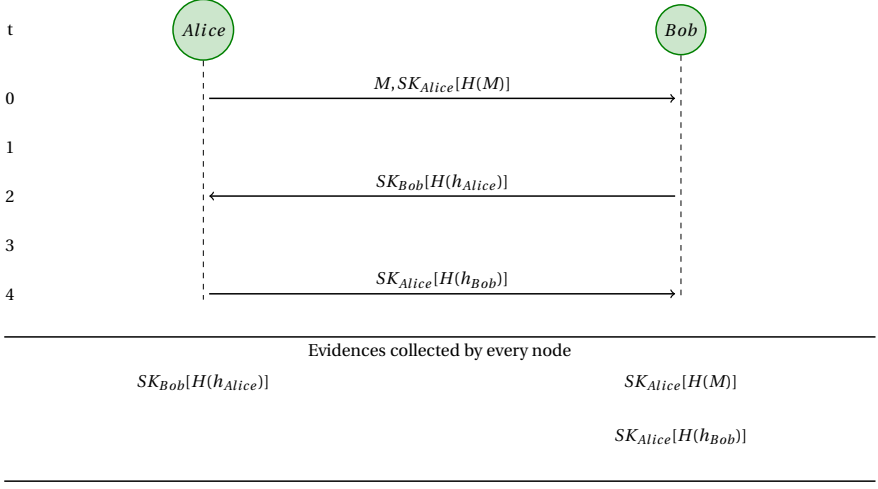 t Alice Bob
M, SK_{Alice}[H(M)]
0
1
SK_{Bob}[H(h_{Alice})]
2
3
SK_{Alice}[H(h_{Bob})]
4
Evidences collected by every node
SK_{Bob}[H(h_{Alice})] SK_{Alice}[H(M)]
SK_{Alice}[H(h_{Bob})]